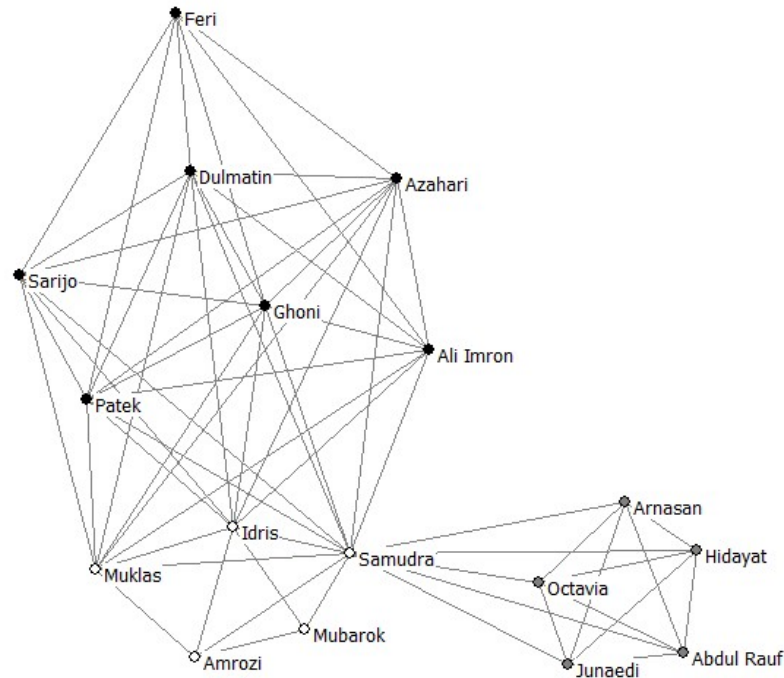 Feri
Dulmatin
Azahari
Sarijo
Ghoni
Ali Imron
Patek
Arnasan
Idris
Hidayat
Samudra
Muklas
Octavia
Mubarok
Amrozi
Abdul Rauf
Junaedi